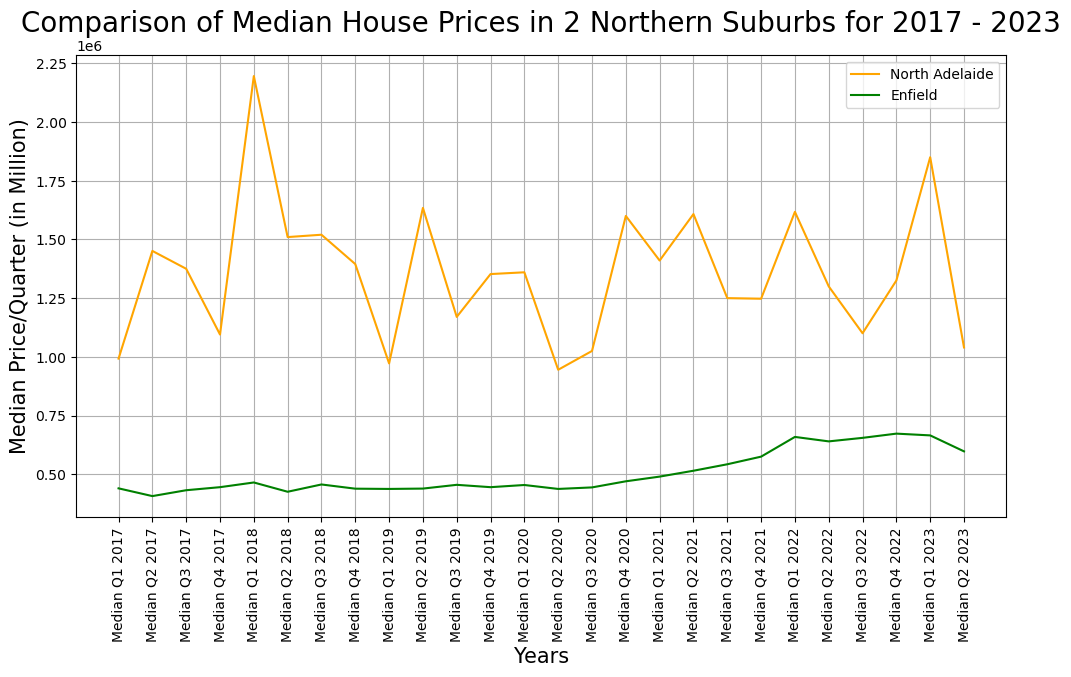 Comparison of Median House Prices in 2 Northern Suburbs for 2017 - 2023
1e6
2.25
2.00
1.75
1.50
1.25
1.00
0.75
0.50
Median Price/Quarter (in Million)
North Adelaide
Enfield
Median Q1 2017
Median Q2 2017
Median Q3 2017
Median Q4 2017
Median Q1 2018
Median Q2 2018
Median Q3 2018
Median Q4 2018
Median Q1 2019
Median Q2 2019
Median Q3 2019
Median Q4 2019
Median Q1 2020
Median Q2 2020
Median Q3 2020
Median Q4 2020
Median Q1 2021
Median Q2 2021
Median Q3 2021
Median Q4 2021
Median Q1 2022
Median Q2 2022
Median Q3 2022
Median Q4 2022
Median Q1 2023
Median Q2 2023
Years